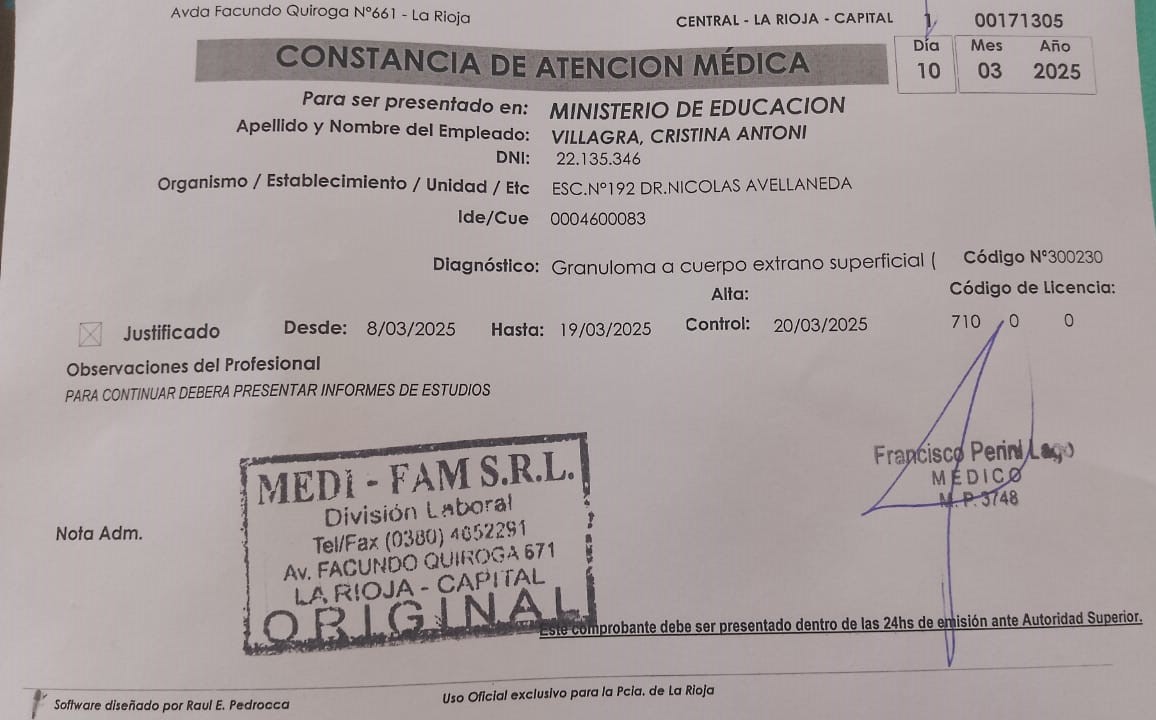 Avda Facundo Quiroga Nº661 - La Rioja
CENTRAL - LA RIOJA - CAPITAL 1 00171305
CONSTANCIA DE ATENCION MÉDICA
Día Mes Año
10 03 2025
Para ser presentado en: MINISTERIO DE EDUCACION
Apellido y Nombre del Empleado: VILLAGRA, CRISTINA ANTONI
DNI: 22.135.346
Organismo / Establecimiento / Unidad / Etc ESC.Nº192 DR.NICOLAS AVELLANEDA
Ide/Cue 0004600083
Diagnóstico: Granuloma a cuerpo extrano superficial ( Código Nº300230
Alta: Código de Licencia:
Justificado Desde: 8/03/2025 Hasta: 19/03/2025 Control: 20/03/2025 710 0 0
Observaciones del Profesional
PARA CONTINUAR DEBERA PRESENTAR INFORMES DE ESTUDIOS
MEDI - FAM S.R.L.
División Laboral
Tel/Fax (0380) 4652291
Av. FACUNDO QUIROGA 671
LA RIOJA - CAPITAL
ORIGINAL
Francisco Perini Lago
MÉDICO
M. P. 3748
Nota Adm.
Este comprobante debe ser presentado dentro de las 24hs de emisión ante Autoridad Superior.
Software diseñado por Raul E. Pedrocca
Uso Oficial exclusivo para la Pcia. de La Rioja